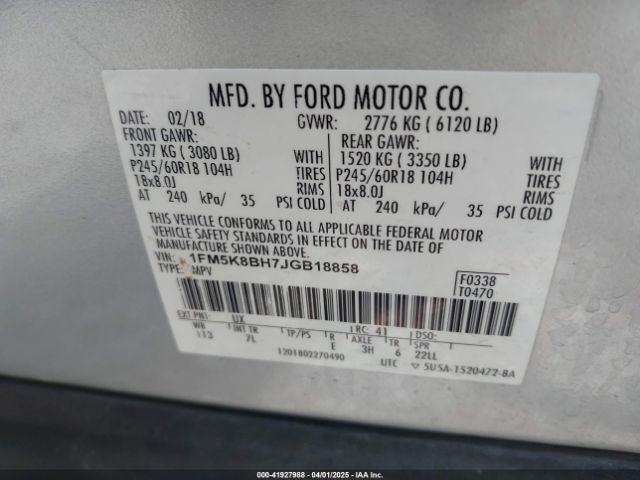 MFD. BY FORD MOTOR CO.
DATE: 02/18 GVWR: 2776 KG ( 6120 LB)
FRONT GAWR: REAR GAWR:
1397 KG ( 3080 LB) WITH 1520 KG ( 3350 LB) WITH
P245/60R18 104H TIRES P245/60R18 104H TIRES
18x8.0J RIMS 18x8.0J RIMS
AT 240 kPa/ 35 PSI COLD AT 240 kPa/ 35 PSI COLD
THIS VEHICLE CONFORMS TO ALL APPLICABLE FEDERAL MOTOR
VEHICLE SAFETY STANDARDS IN EFFECT ON THE DATE OF
MANUFACTURE SHOWN ABOVE.
VIN: 1FM5K8BH7JGB18858 F0338
TYPE: MPV T0470
EXT PNT: UX RC: 41 DSO:
WB INT TR TP/PS R AXLE TR SPR
113 7L E 3H 6 22LL
1201802270490 UTC ▽ 5U5A-1520472-BA
000-41927988 - 04/01/2025 - IAA, Inc.